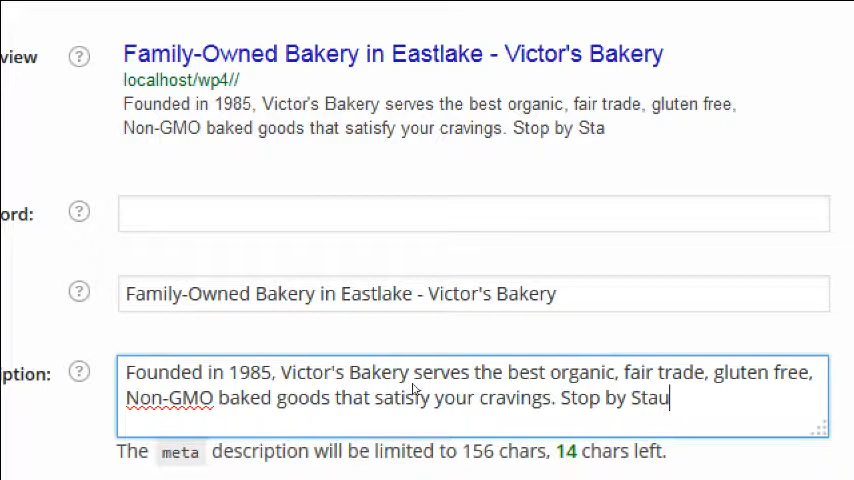 view
Family-Owned Bakery in Eastlake - Victor's Bakery
localhost/wp4//
Founded in 1985, Victor's Bakery serves the best organic, fair trade, gluten free,
Non-GMO baked goods that satisfy your cravings. Stop by Sta
ord:
Family-Owned Bakery in Eastlake - Victor's Bakery
ption:
Founded in 1985, Victor's Bakery serves the best organic, fair trade, gluten free,
Non-GMO baked goods that satisfy your cravings. Stop by Stau
The meta description will be limited to 156 chars, 14 chars left.